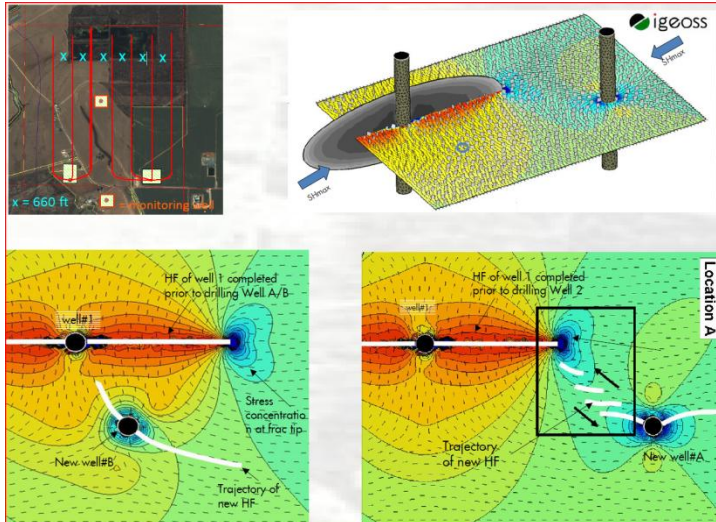 x x x x x x
x = 660 ft
= monitoring well
igeoss
SHmax
SHmax
HF of well 1 completed
prior to drilling Well A/B
well#1
Stress
concentratio
n at frac tip
New well#B'
Trajectory of
new HF
HF of well 1 completed
prior to drilling Well 2
well#1
Location A
Trajectory
of new HF
New well#A